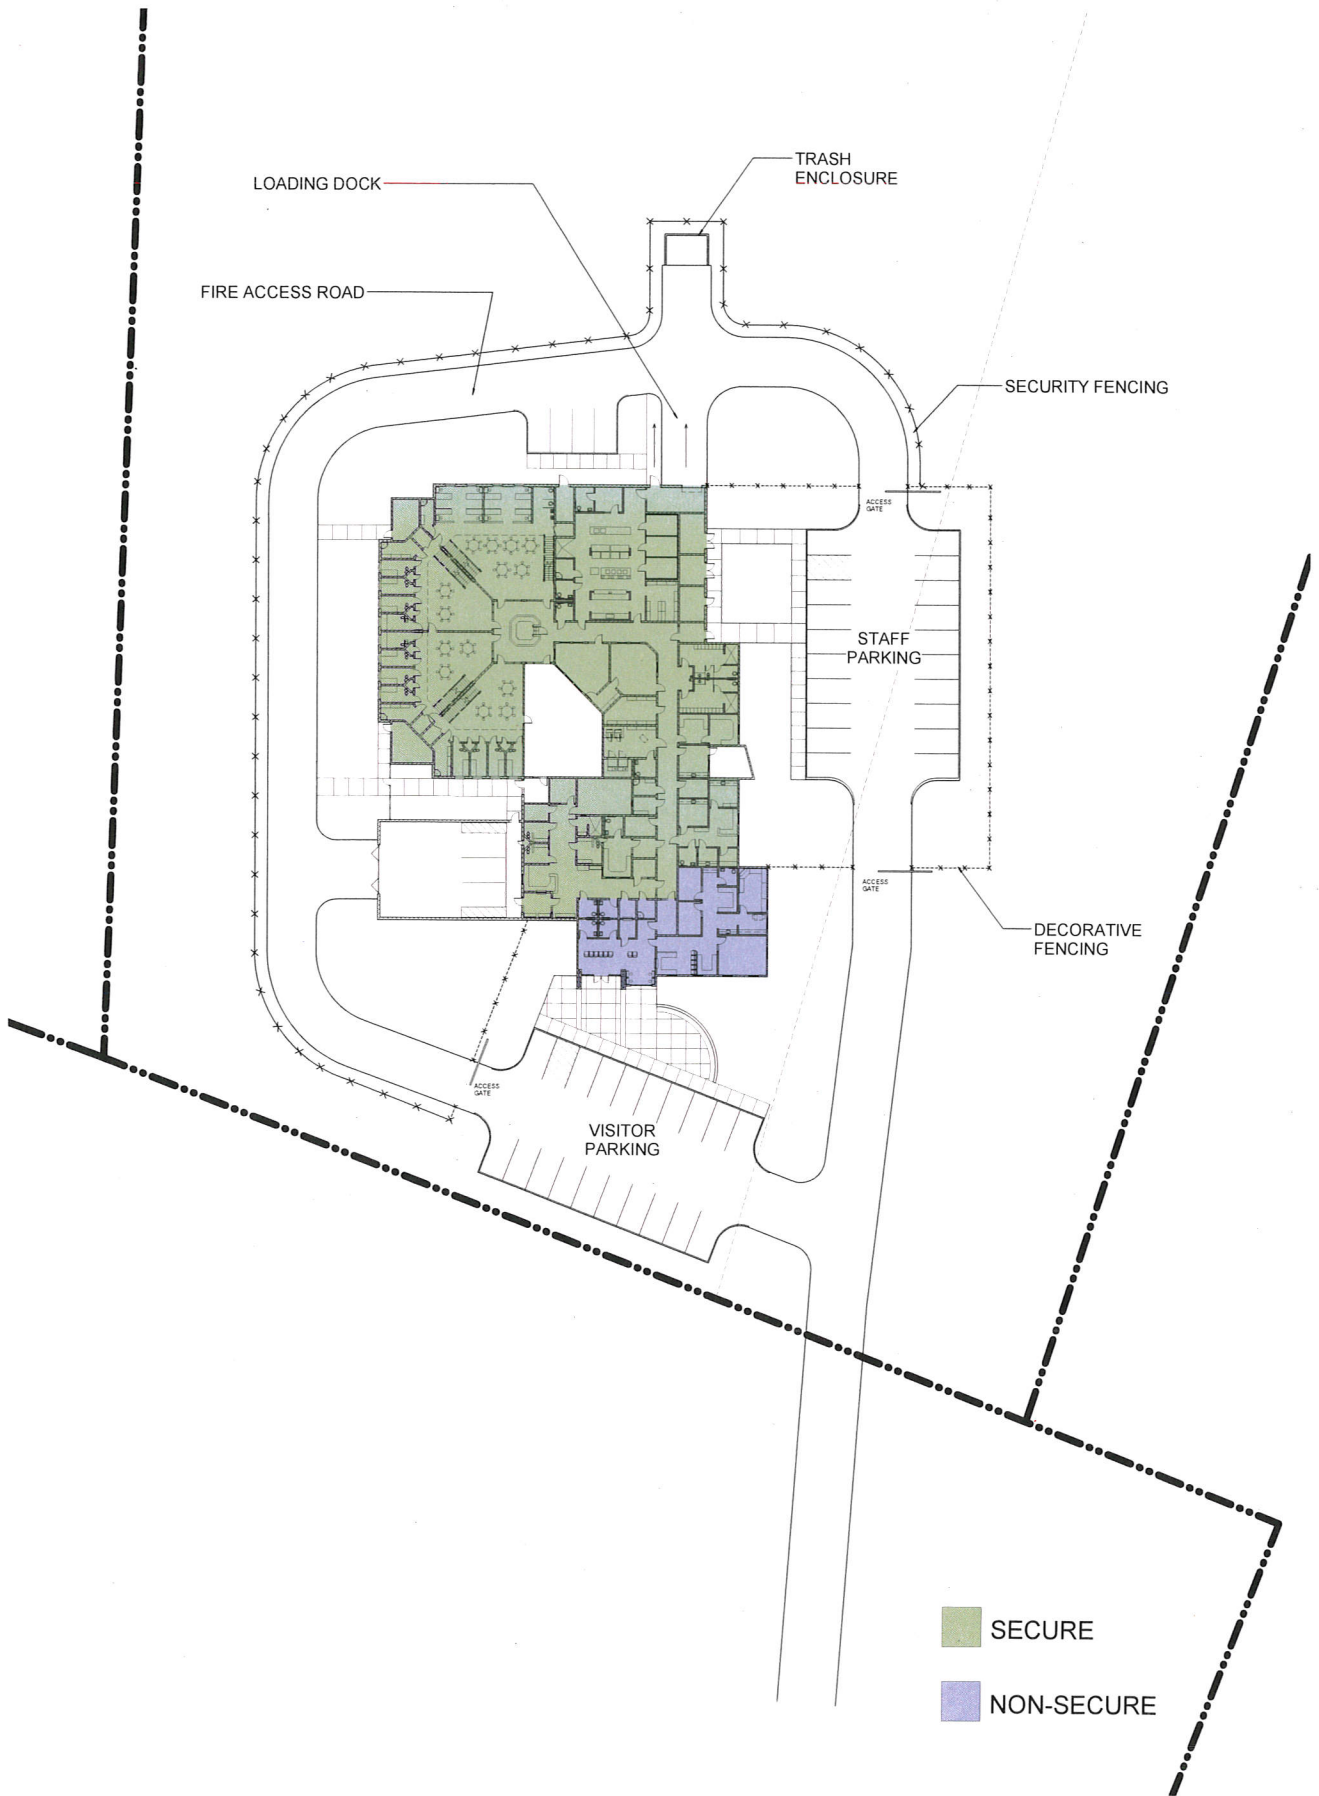 TRASH
ENCLOSURE
LOADING DOCK
FIRE ACCESS ROAD
SECURITY FENCING
ACCESS
GATE
STAFF
PARKING
ACCESS
GATE
DECORATIVE
FENCING
ACCESS
GATE
VISITOR
PARKING
SECURE
NON-SECURE